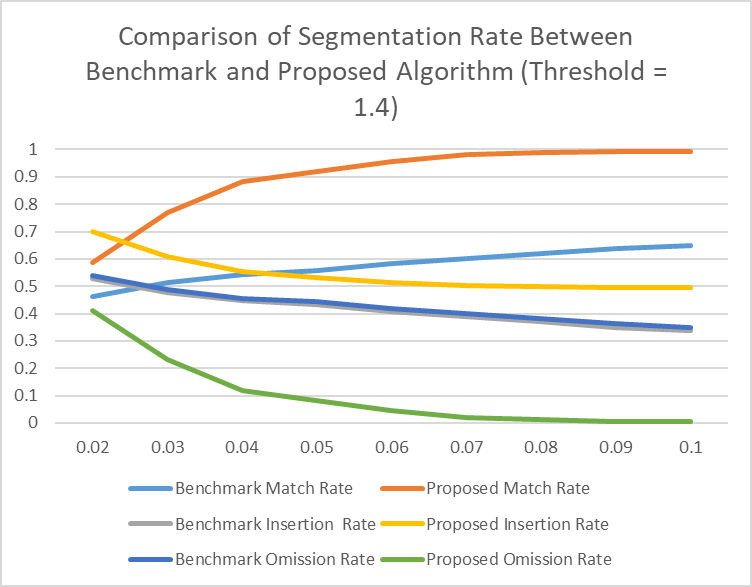 Comparison of Segmentation Rate Between
Benchmark and Proposed Algorithm (Threshold =
1.4)
1
0.9
0.8
0.7
0.6
0.5
0.4
0.3
0.2
0.1
0
0.02 0.03 0.04 0.05 0.06 0.07 0.08 0.09 0.1
Benchmark Match Rate Proposed Match Rate
Benchmark Insertion Rate Proposed Insertion Rate
Benchmark Omission Rate Proposed Omission Rate